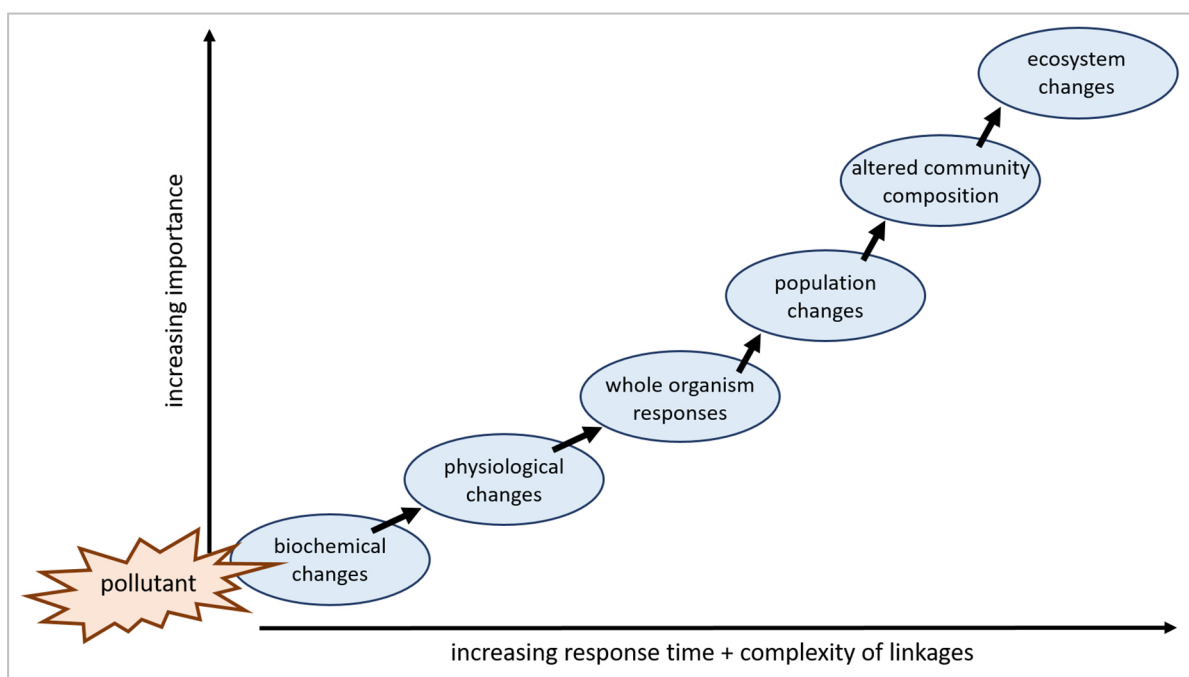 ecosystem
changes
altered community
composition
population
changes
whole organism
responses
physiological
changes
biochemical
changes
pollutant
increasing importance
increasing response time + complexity of linkages